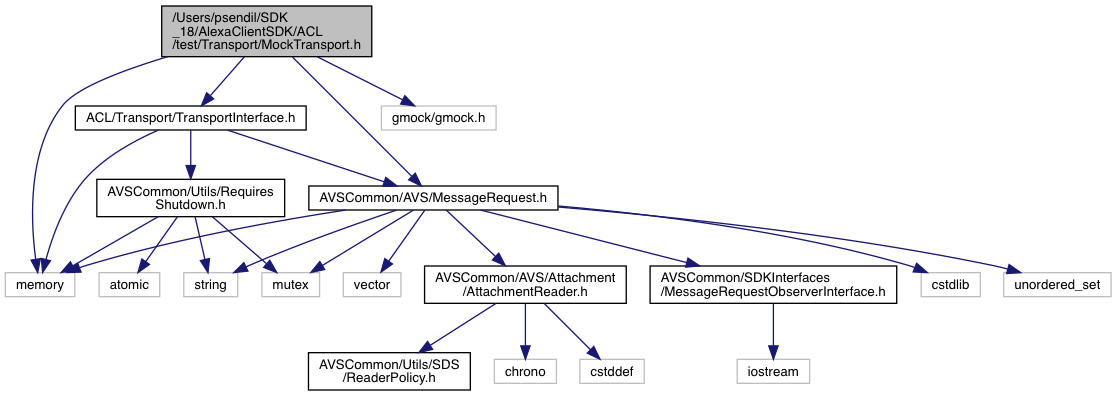 /Users/psendil/SDK
_18/AlexaClientSDK/ACL
/test/Transport/MockTransport.h
ACL/Transport/TransportInterface.h
gmock/gmock.h
AVSCommon/Utils/Requires
Shutdown.h
AVSCommon/AVS/MessageRequest.h
memory
atomic
string
mutex
vector
AVSCommon/AVS/Attachment
/AttachmentReader.h
AVSCommon/SDKInterfaces
/MessageRequestObserverInterface.h
cstdlib
unordered_set
AVSCommon/Utils/SDS
/ReaderPolicy.h
chrono
cstddef
iostream